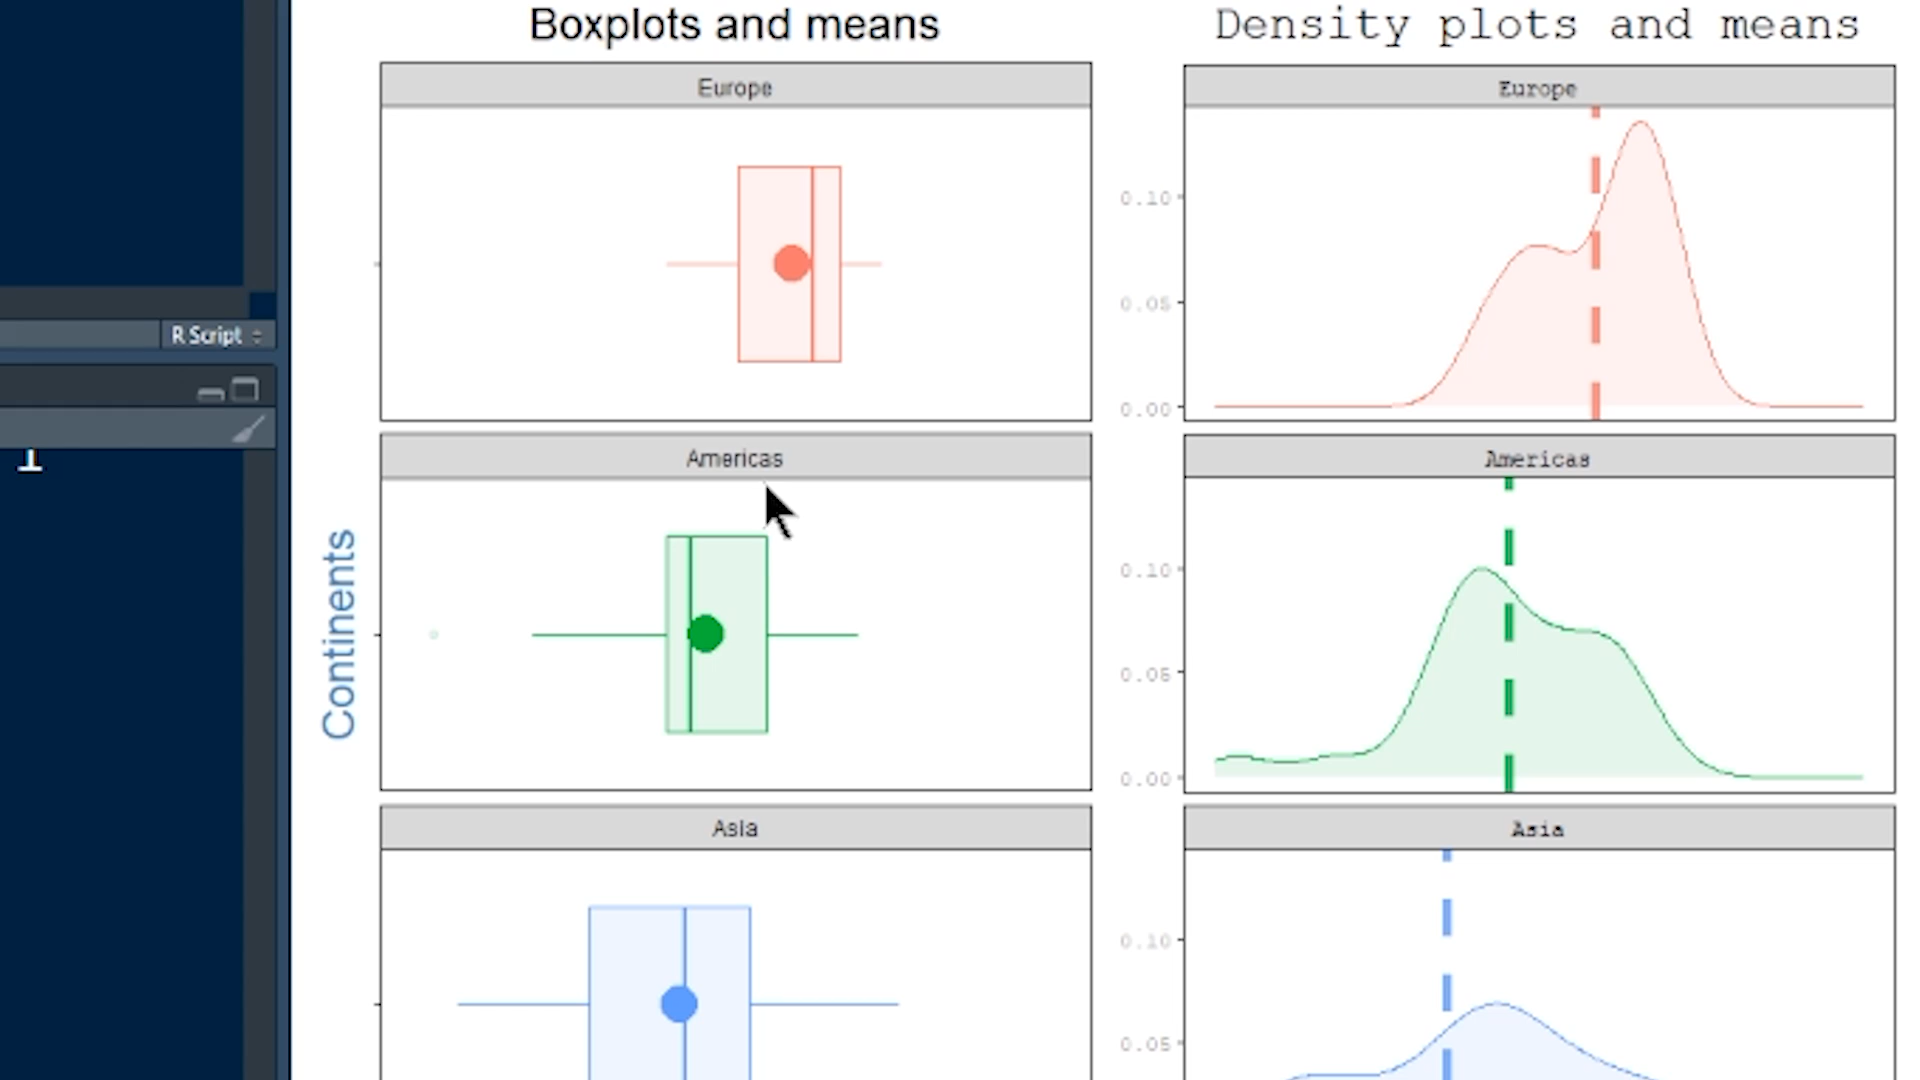 Boxplots and means
Density plots and means
Europe
Europe
0.10
0.05
0.00
R Script
Americas
Americas
0.10
0.05
0.00
Continents
Asia
Asia
0.10
0.05